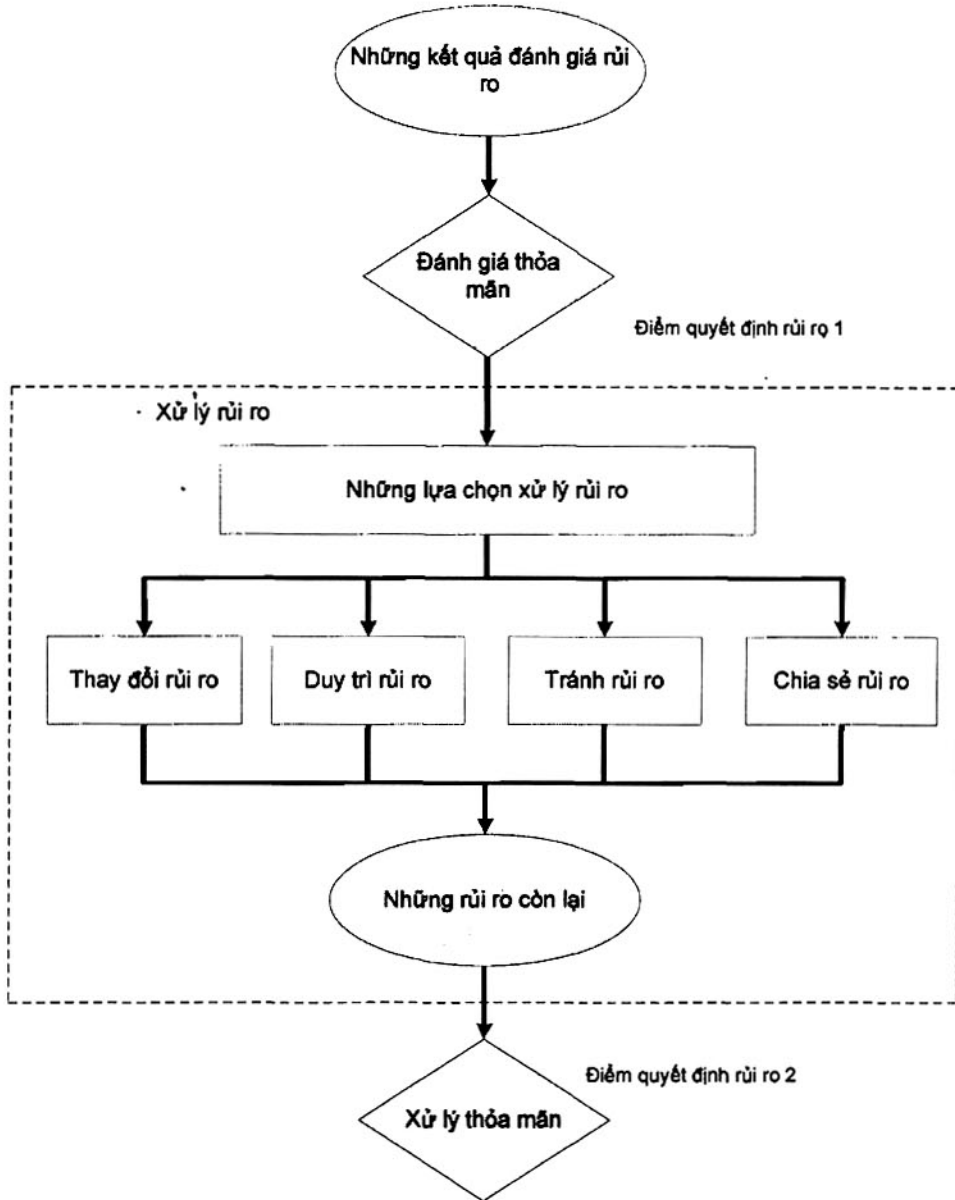 Những kết quả đánh giá rủi
ro
Đánh giá thỏa
mãn
Điểm quyết định rủi rọ 1
Xử lý rủi ro
Những lựa chọn xử lý rủi ro
Thay đổi rủi ro
Duy trì rủi ro
Tránh rủi ro
Chia sẻ rủi ro
Những rủi ro còn lại
Điểm quyết định rủi ro 2
Xử lý thỏa mãn